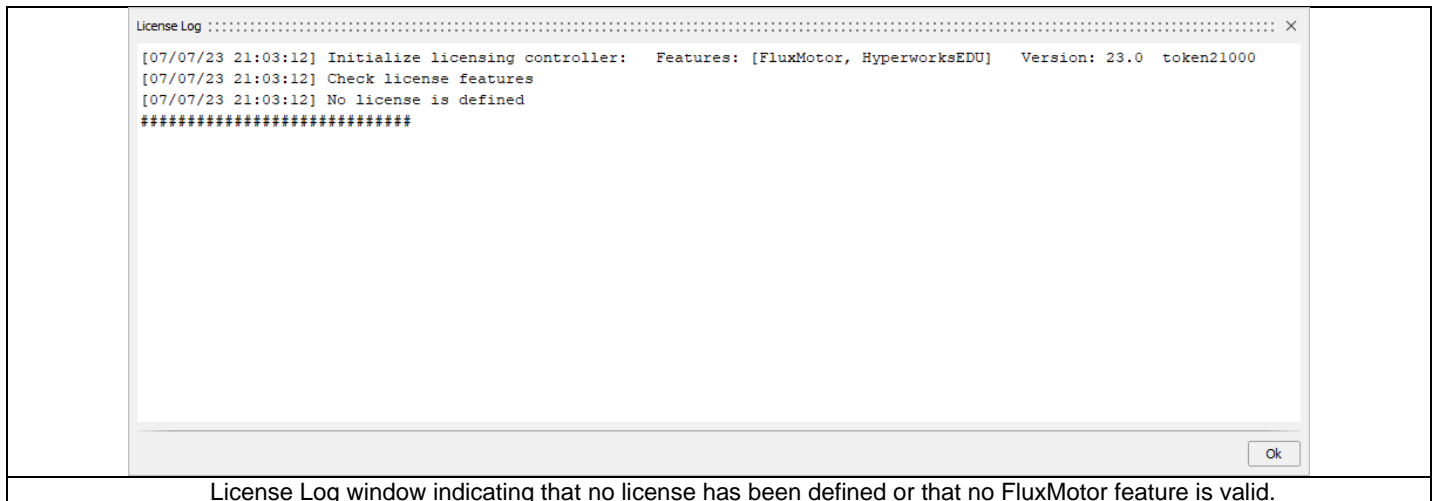 License Log
[07/07/23 21:03:12] Initialize licensing controller: Features: [FluxMotor, HyperworksEDU] Version: 23.0 token21000
[07/07/23 21:03:12] Check license features
[07/07/23 21:03:12] No license is defined
#############################
Ok
License Log window indicating that no license has been defined or that no FluxMotor feature is valid.